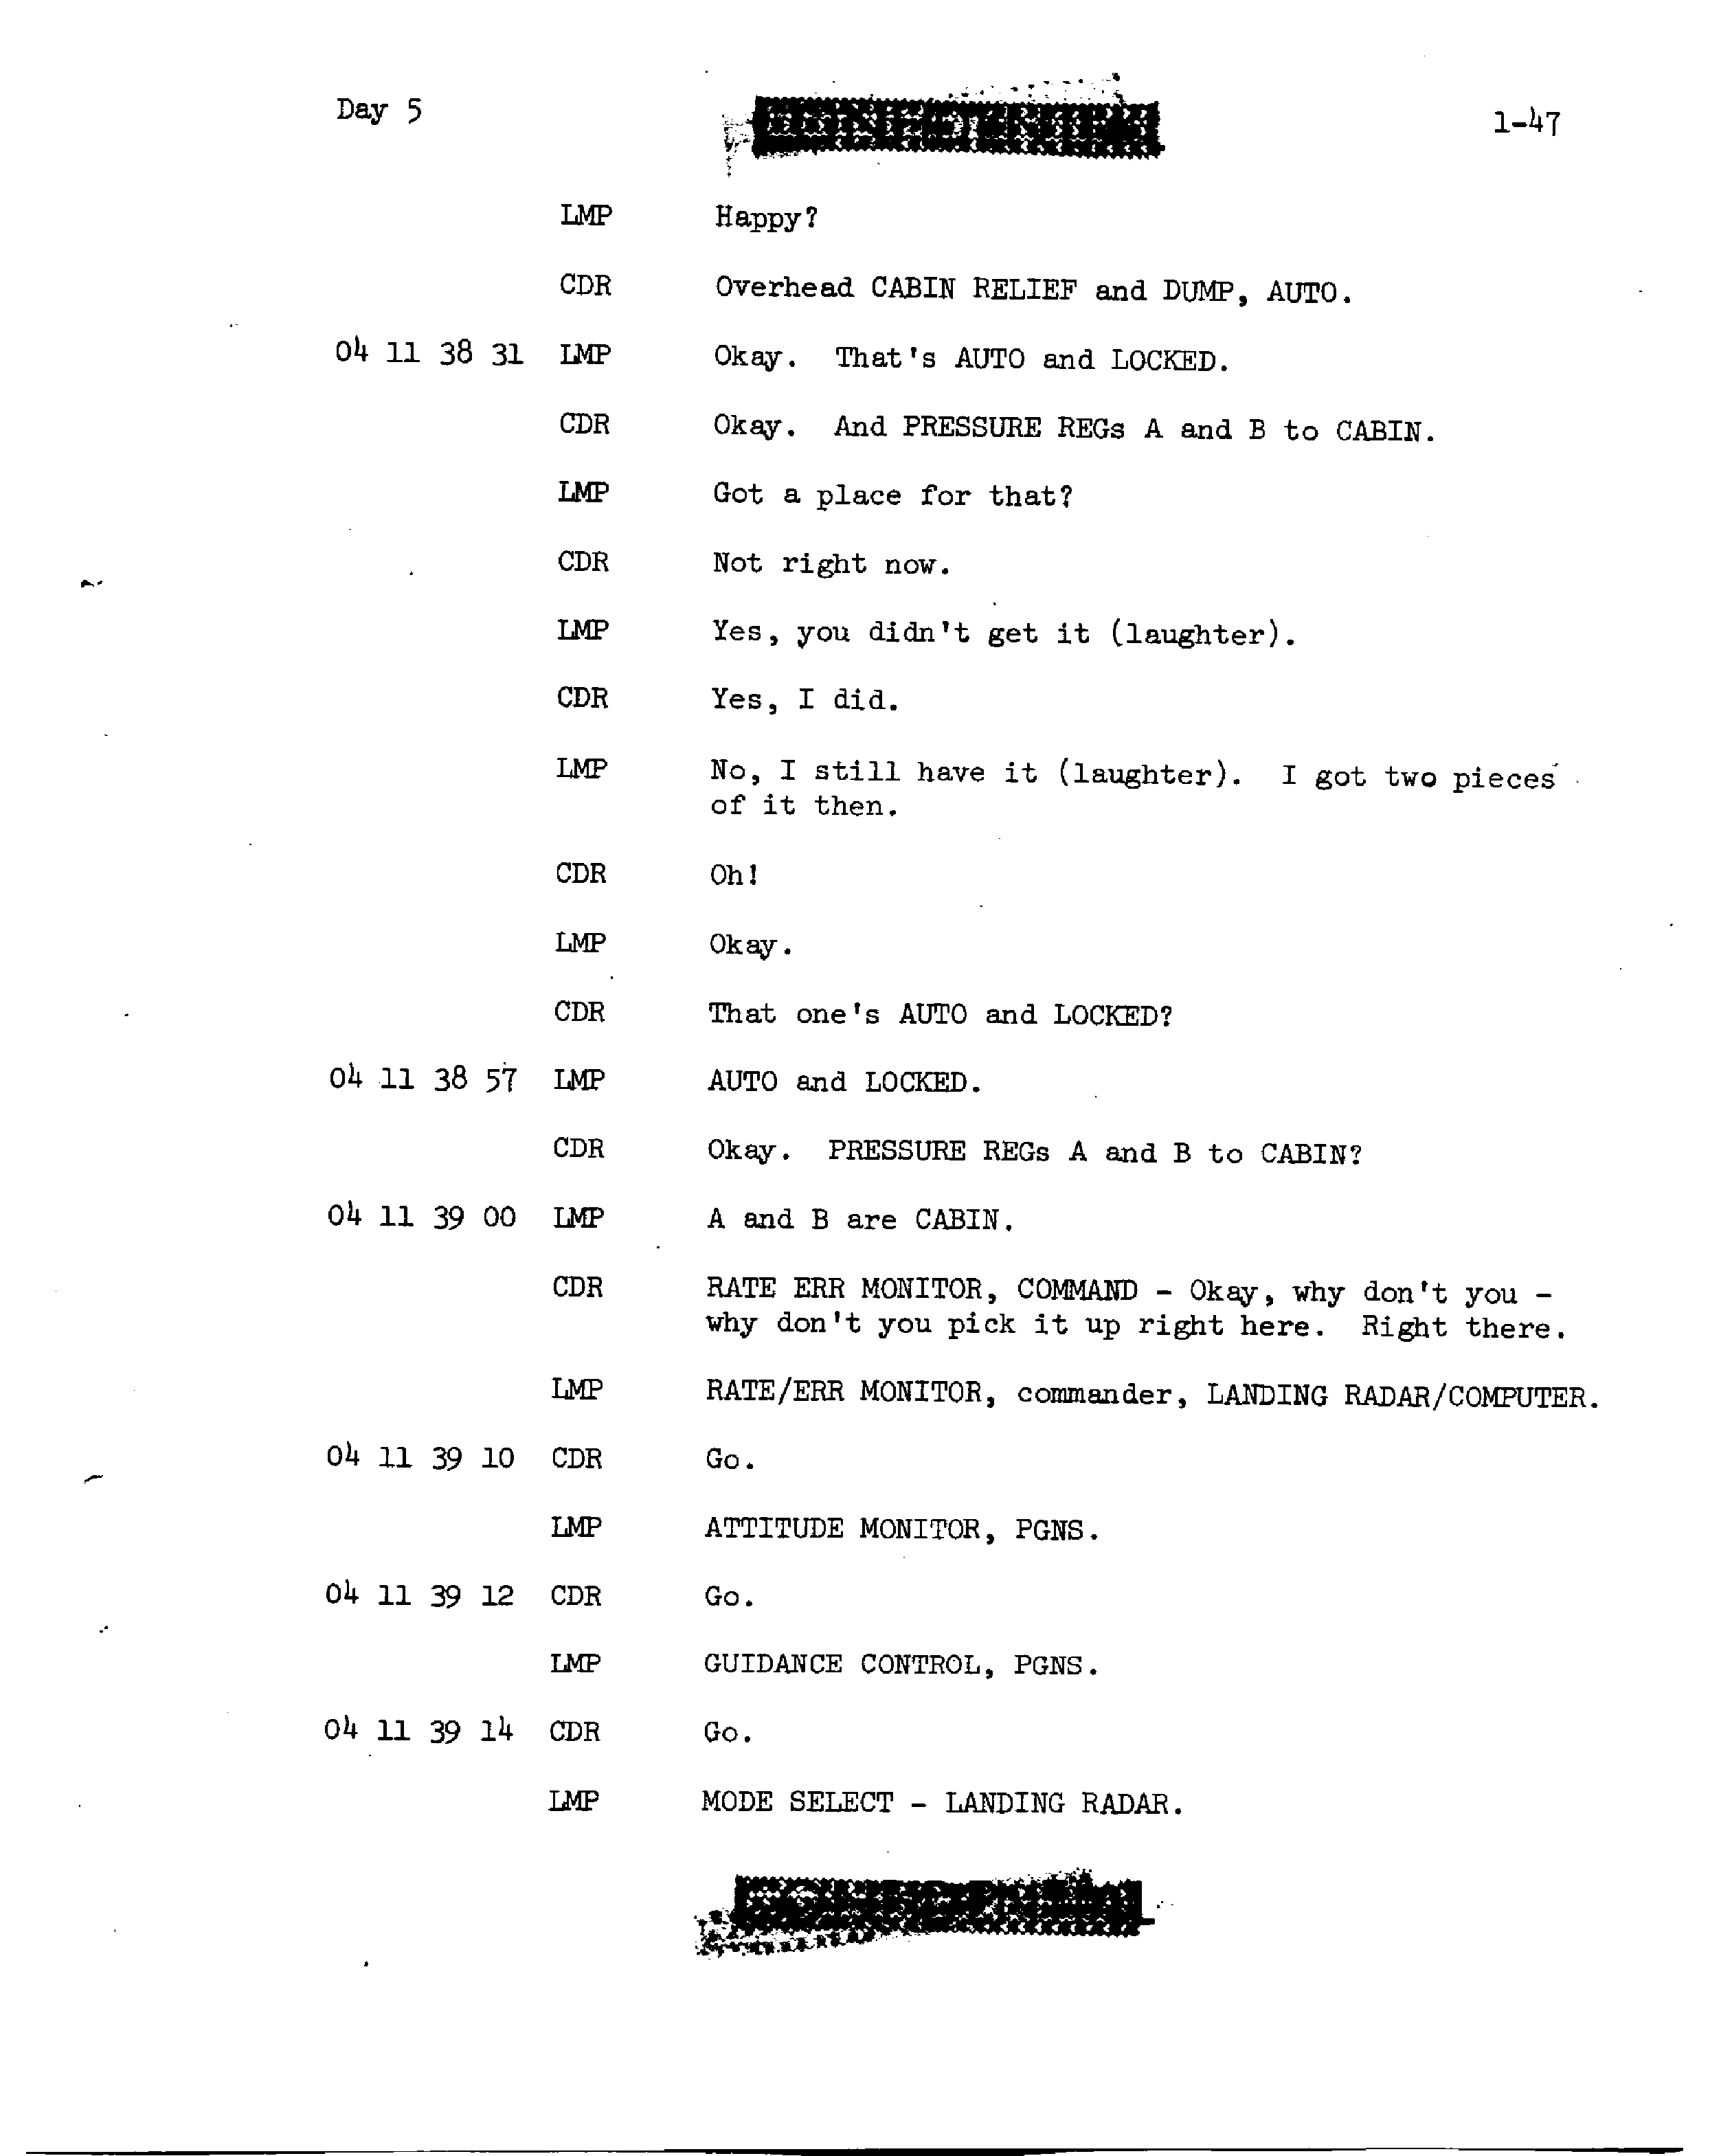 Day 5
1-47
LMP Happy?
CDR Overhead CABIN RELIEF and DUMP, AUTO.
04 11 38 31 LMP Okay. That's AUTO and LOCKED.
CDR Okay. And PRESSURE REGs A and B to CABIN.
LMP Got a place for that?
CDR Not right now.
LMP Yes, you didn't get it (laughter).
CDR Yes, I did.
LMP No, I still have it (laughter). I got two pieces
of it then.
CDR Oh!
LMP Okay.
CDR That one's AUTO and LOCKED?
04 11 38 57 LMP AUTO and LOCKED.
CDR Okay. PRESSURE REGs A and B to CABIN?
04 11 39 00 LMP A and B are CABIN.
CDR RATE ERR MONITOR, COMMAND - Okay, why don't you -
why don't you pick it up right here. Right there.
LMP RATE/ERR MONITOR, commander, LANDING RADAR/COMPUTER.
04 11 39 10 CDR Go.
LMP ATTITUDE MONITOR, PGNS.
04 11 39 12 CDR Go.
LMP GUIDANCE CONTROL, PGNS.
04 11 39 14 CDR Go.
LMP MODE SELECT - LANDING RADAR.